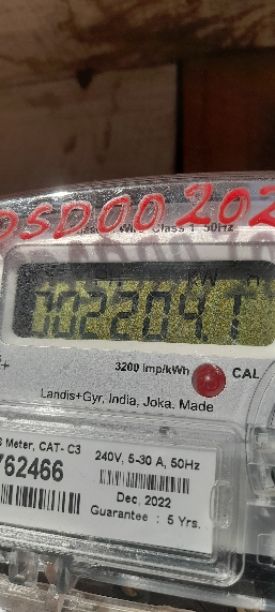 DSD00202
Class 1 50Hz
kW
002204.
3200 Imp/kWh
CAL
Landis+Gyr, India, Joka, Made
S Meter, CAT- C3
762466
240V, 5-30 A, 50Hz
Dec, 2022
Guarantee : 5 Yrs.